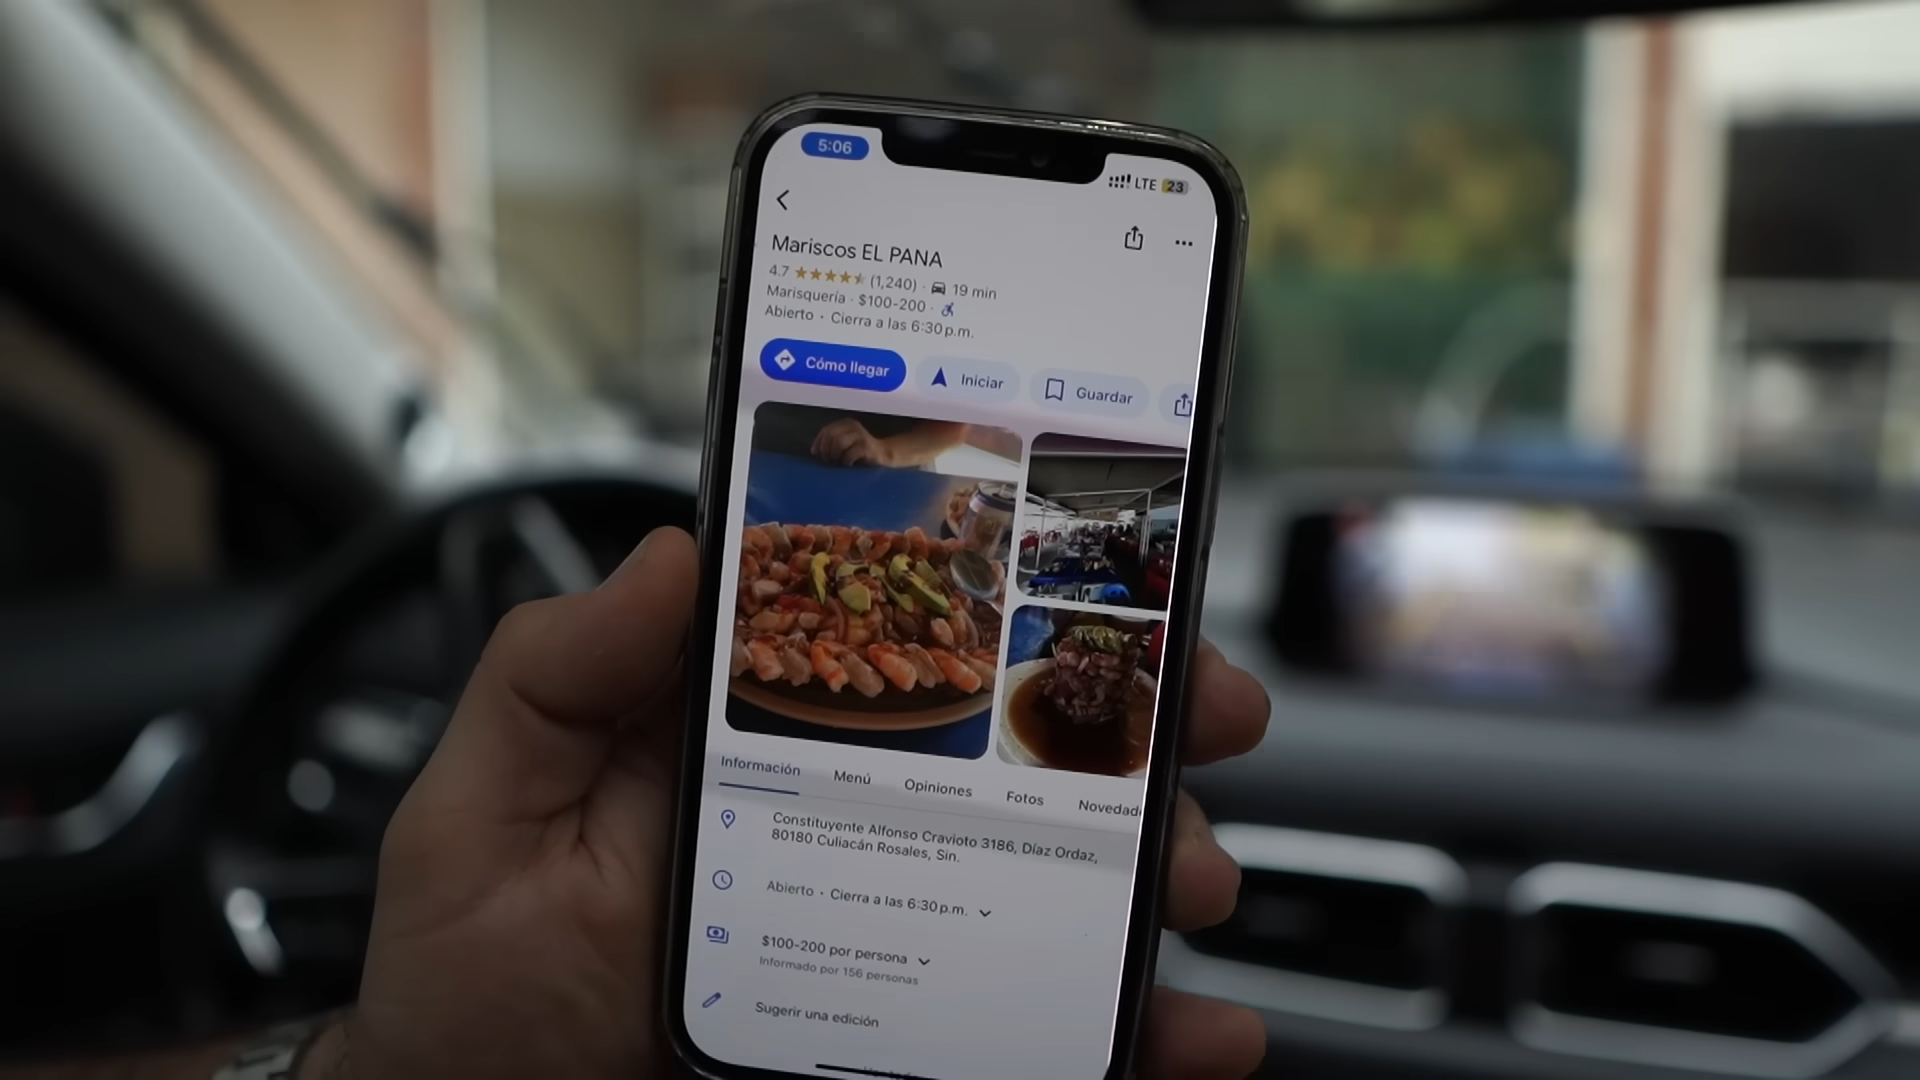 5:06
LTE 23
Mariscos EL PANA
4.7 (1,240) · 19 min
Marisquería · $100-200 ·
Abierto · Cierra a las 6:30 p.m.
Cómo llegar
Iniciar
Guardar
Información
Menú
Opiniones
Fotos
Novedad
Constituyente Alfonso Cravioto 3186, Díaz Ordaz,
80180 Culiacán Rosales, Sin.
Abierto · Cierra a las 6:30 p.m.
$100-200 por persona
Informado por 156 personas
Sugerir una edición